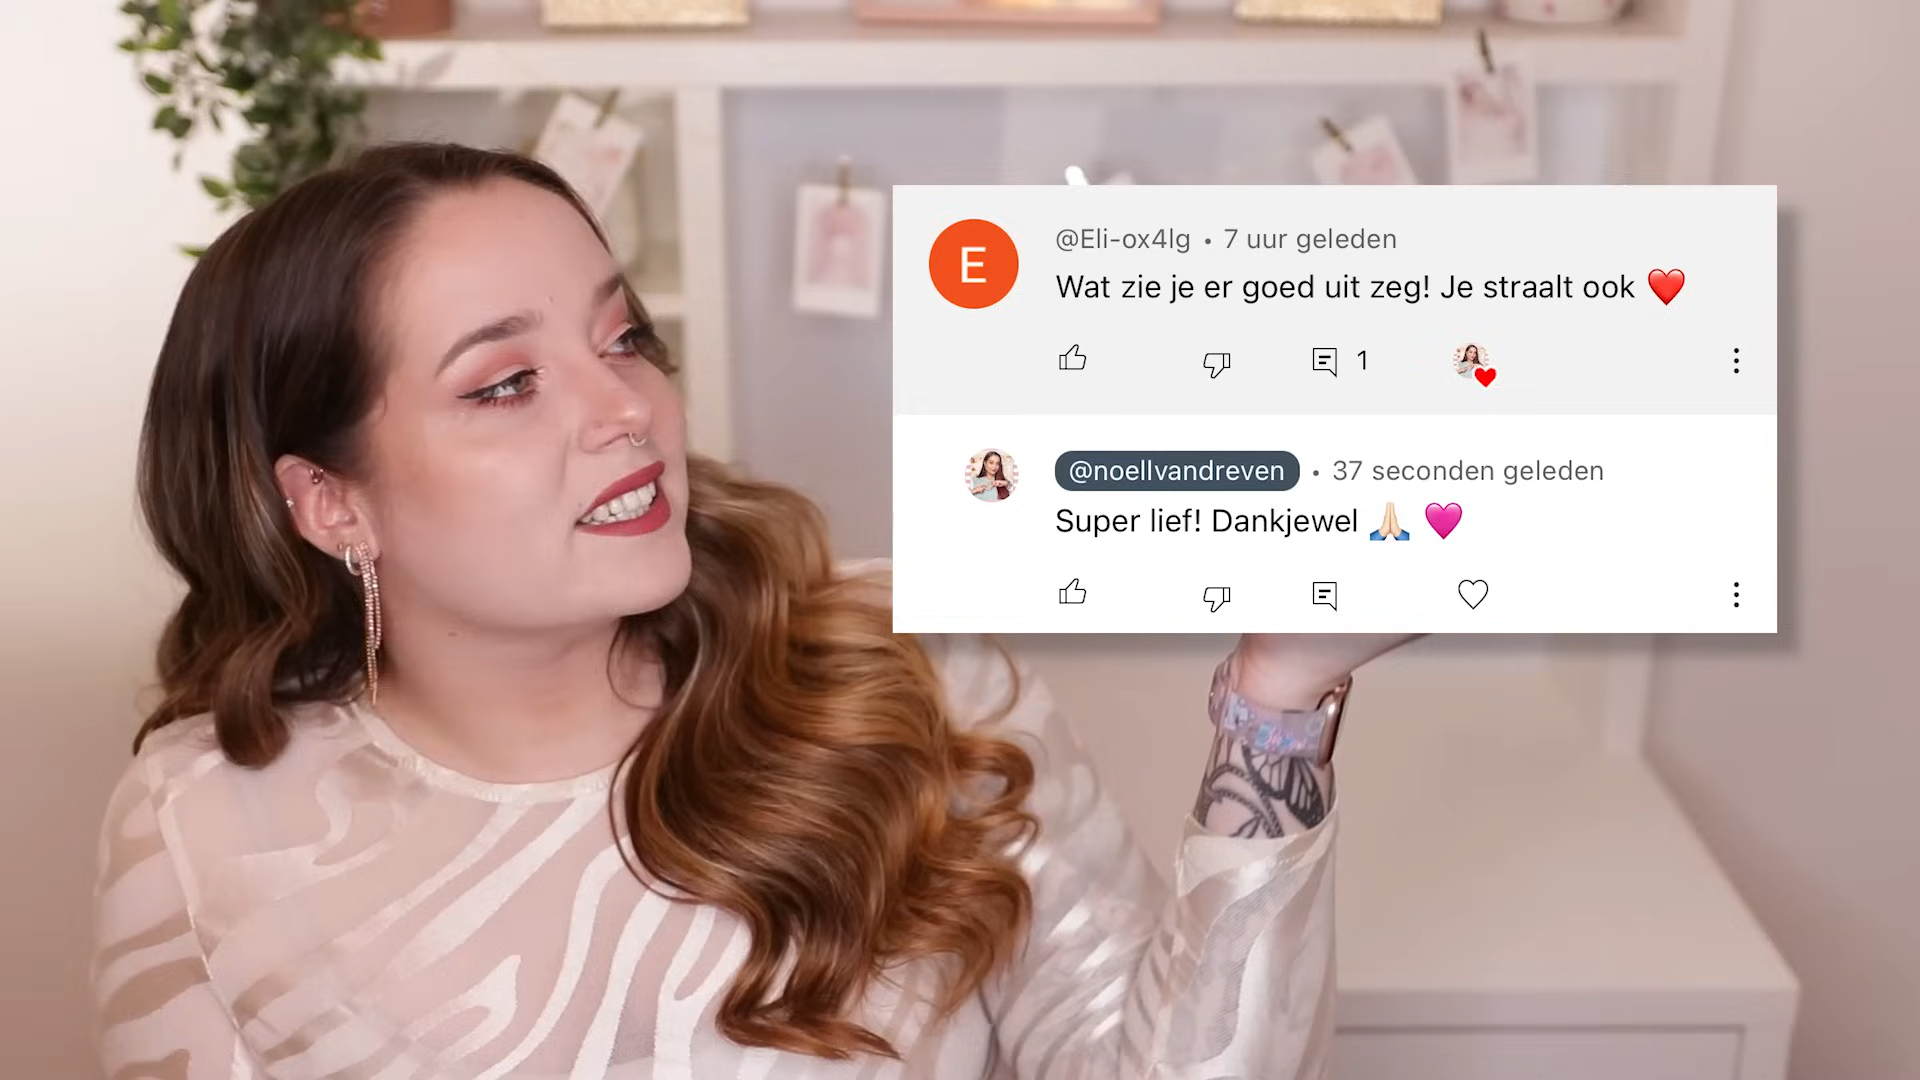 E
@Eli-ox4lg • 7 uur geleden
Wat zie je er goed uit zeg! Je straalt ook ❤️
1
@noellvandreven • 37 seconden geleden
Super lief! Dankjewel 🙏🏻 🩷